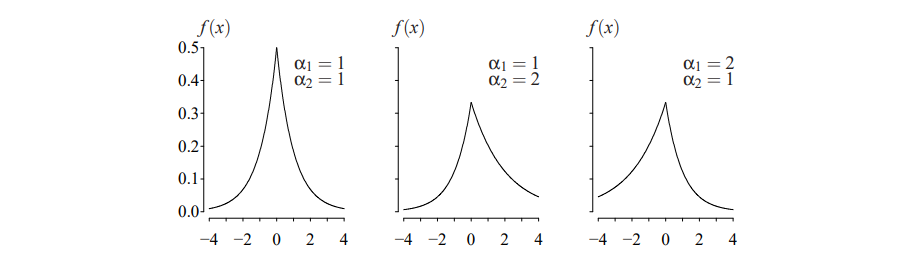 f(x) f(x) f(x)
0.5
α1 = 1 α1 = 1 α1 = 2
α2 = 1 α2 = 2 α2 = 1
0.4
0.3
0.2
0.1
0.0
−4 −2 0 2 4 −4 −2 0 2 4 −4 −2 0 2 4